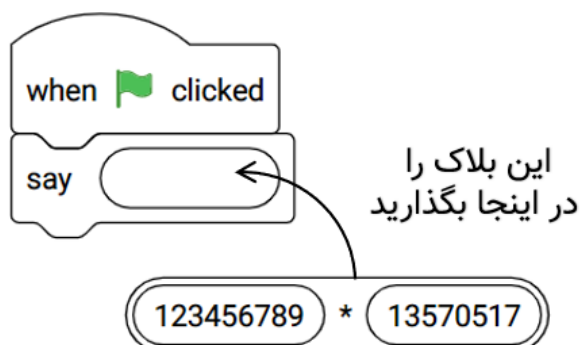 when clicked
say
این بلاک را
در اینجا بگذارید
123456789 * 13570517